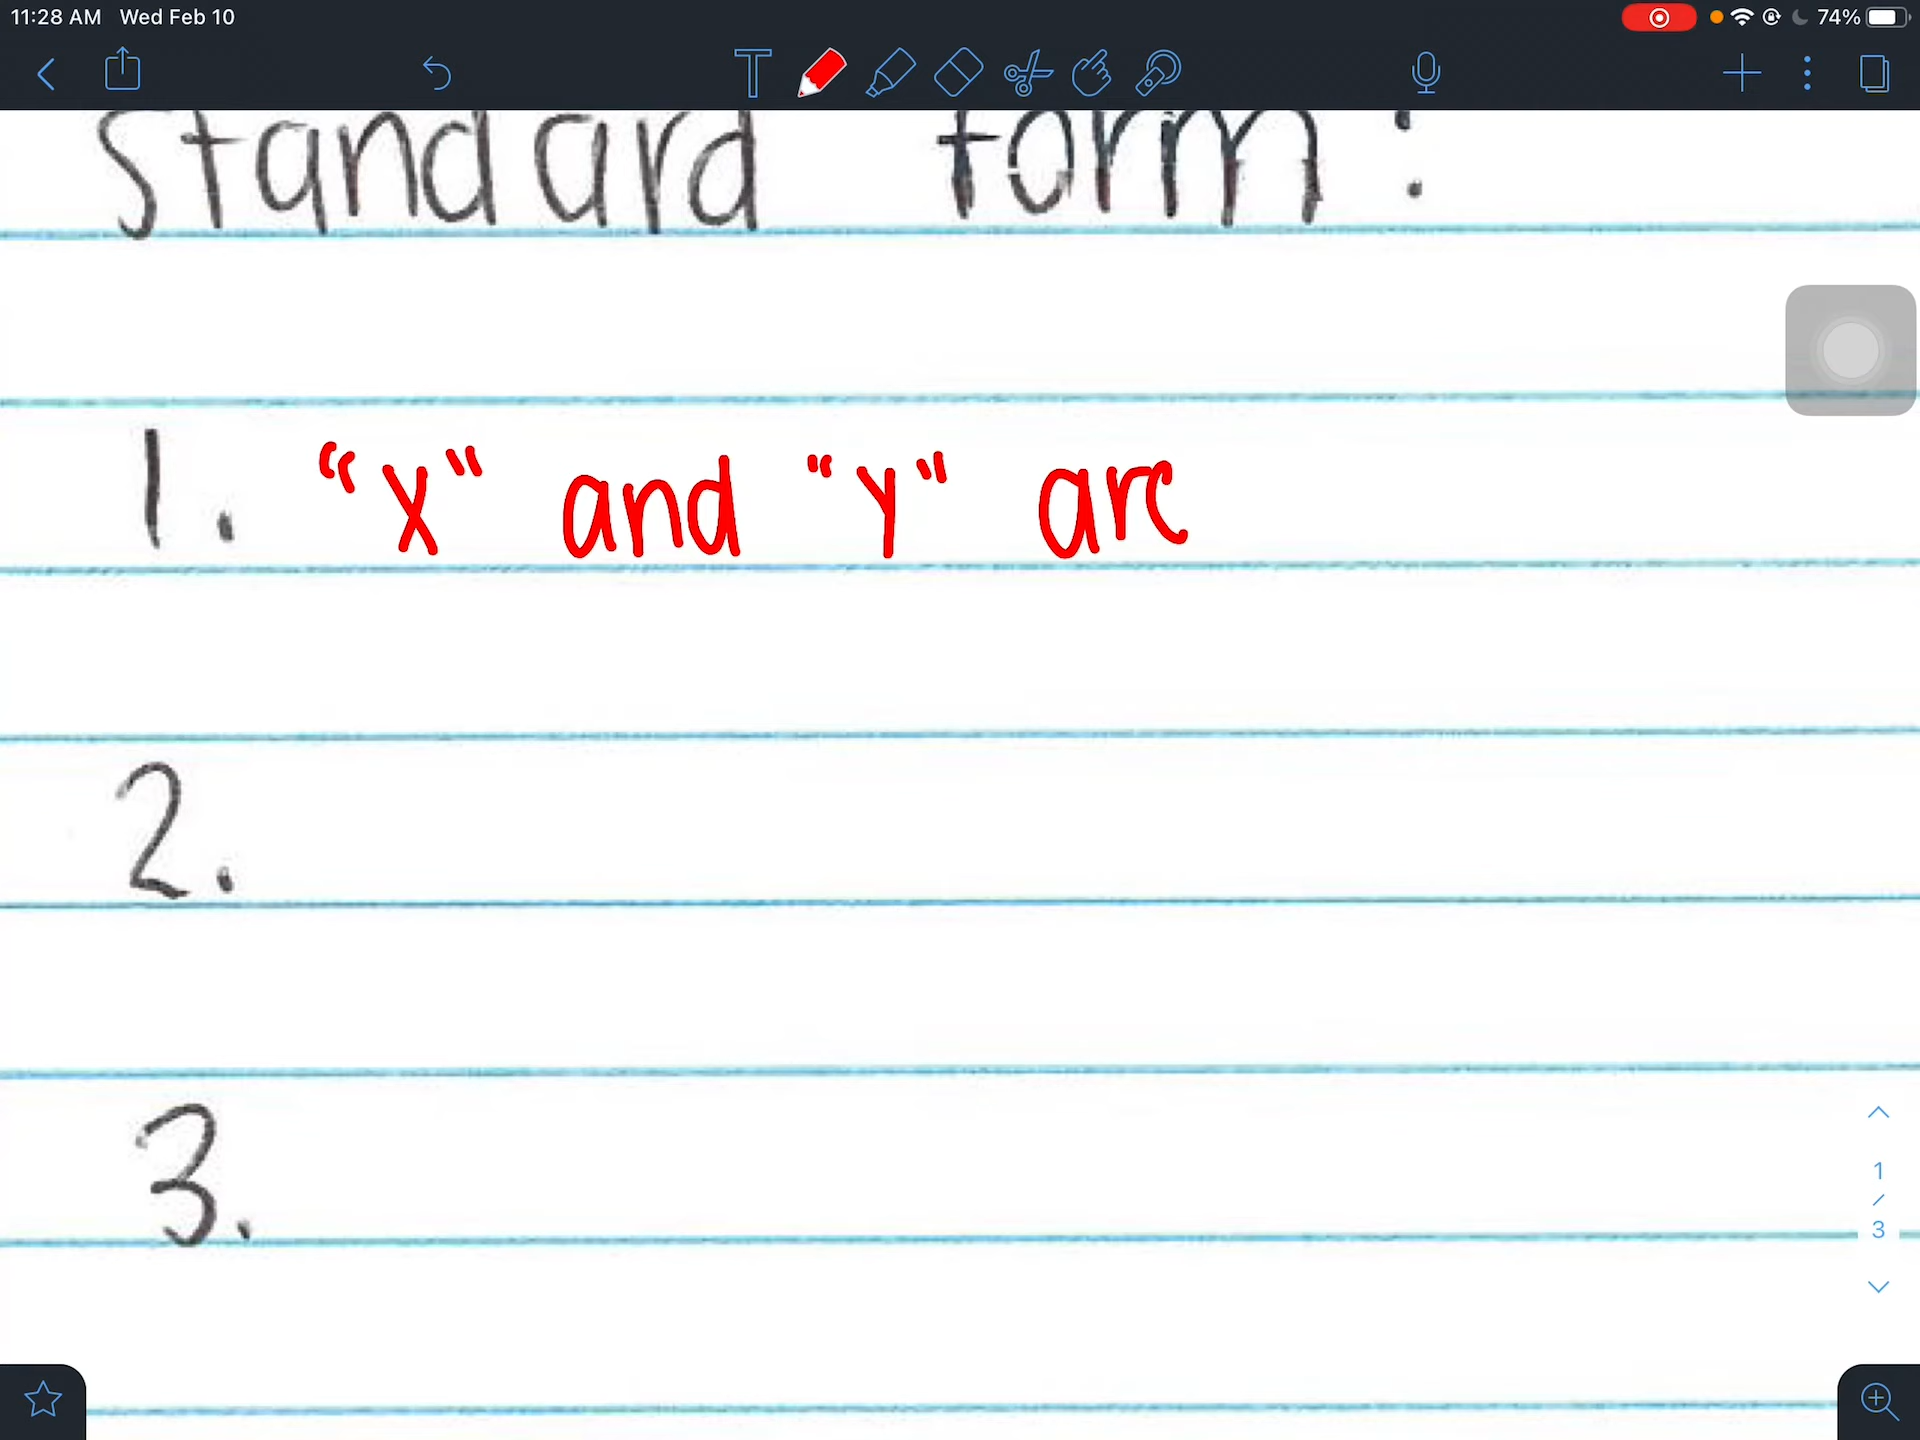 11:28 AM Wed Feb 10 74%
standard form:
1. "x" and "y" are
2.
3.
1
/
3